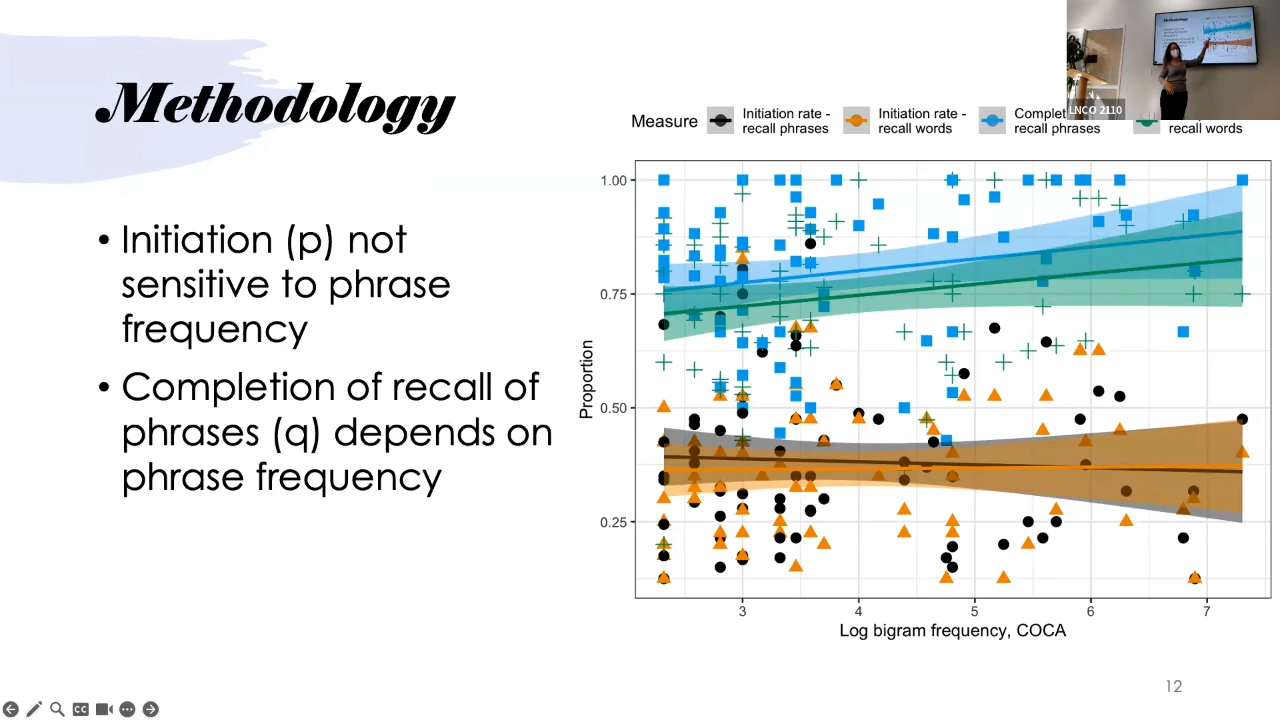 Methodology
• Initiation (p) not
sensitive to phrase
frequency
• Completion of recall of
phrases (q) depends on
phrase frequency
Measure
Initiation rate -
recall phrases
Initiation rate -
recall words
Complet
recall phrases
recall words
LNCO 2110
Methodology
1.00
0.75
0.50
0.25
Proportion
3 4 5 6 7
Log bigram frequency, COCA
12
CC